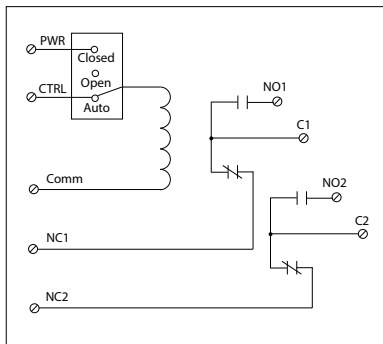 PWR
Closed
Open
CTRL
Auto
NO1
C1
Comm
NO2
C2
NC1
NC2